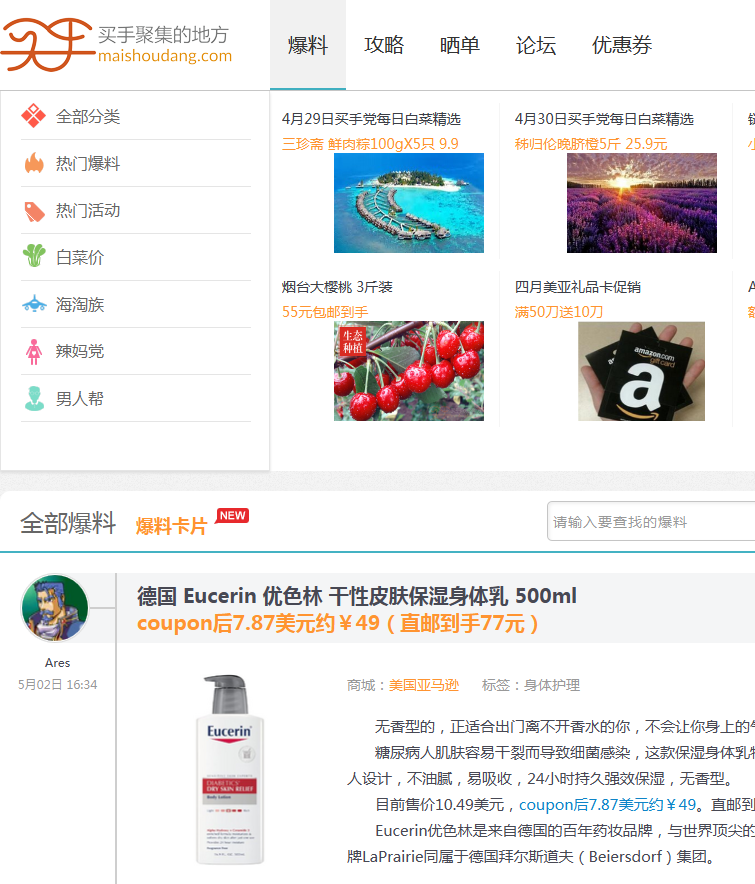 买手
买手聚集的地方
maishoudang.com
爆料 攻略 晒单 论坛 优惠券
全部分类
热门爆料
热门活动
白菜价
海淘族
辣妈党
男人帮
4月29日买手党每日白菜精选
三珍斋 鲜肉粽100gX5只 9.9
4月30日买手党每日白菜精选
秭归伦晚脐橙5斤 25.9元
烟台大樱桃 3斤装
55元包邮到手
生态
种植
四月美亚礼品卡促销
满50刀送10刀
amazon.com
gift card
a
全部爆料 爆料卡片 NEW
请输入要查找的爆料
德国 Eucerin 优色林 干性皮肤保湿身体乳 500ml
coupon后7.87美元约￥49（直邮到手77元）
Ares
5月02日 16:34
商城：美国亚马逊 标签：身体护理
Eucerin
DIABETICS'
DRY SKIN RELIEF
Body Lotion
无香型的，正适合出门离不开香水的你，不会让你身上的
糖尿病人肌肤容易干裂而导致细菌感染，这款保湿身体乳
人设计，不油腻，易吸收，24小时持久强效保湿，无香型。
目前售价10.49美元，coupon后7.87美元约￥49。直邮到
Eucerin优色林是来自德国的百年药妆品牌，与世界顶尖的
牌LaPrairie同属于德国拜尔斯道夫（Beiersdorf）集团。